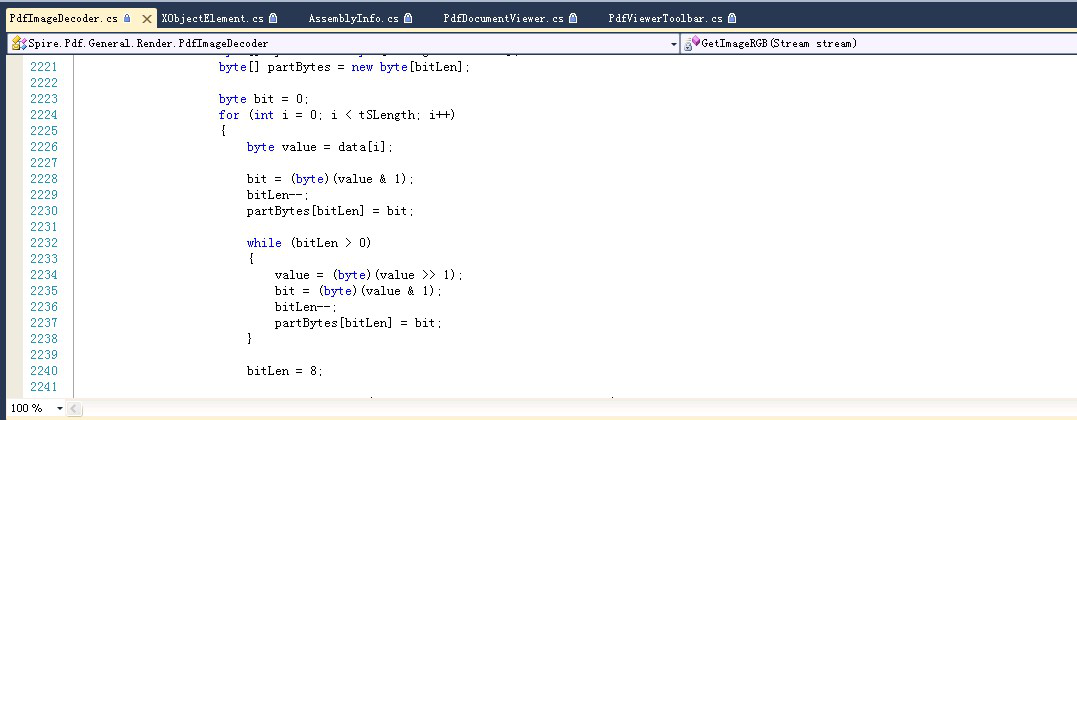 PdfImageDecoder.cs XObjectElement.cs AssemblyInfo.cs PdfDocumentViewer.cs PdfViewerToolbar.cs
Spire.Pdf.General.Render.PdfImageDecoder GetImageRGB(Stream stream)
2221 byte[] partBytes = new byte[bitLen];
2222
2223 byte bit = 0;
2224 for (int i = 0; i < tSLength; i++)
2225 {
2226 byte value = data[i];
2227
2228 bit = (byte)(value & 1);
2229 bitLen--;
2230 partBytes[bitLen] = bit;
2231
2232 while (bitLen > 0)
2233 {
2234 value = (byte)(value >> 1);
2235 bit = (byte)(value & 1);
2236 bitLen--;
2237 partBytes[bitLen] = bit;
2238 }
2239
2240 bitLen = 8;
2241
100 %